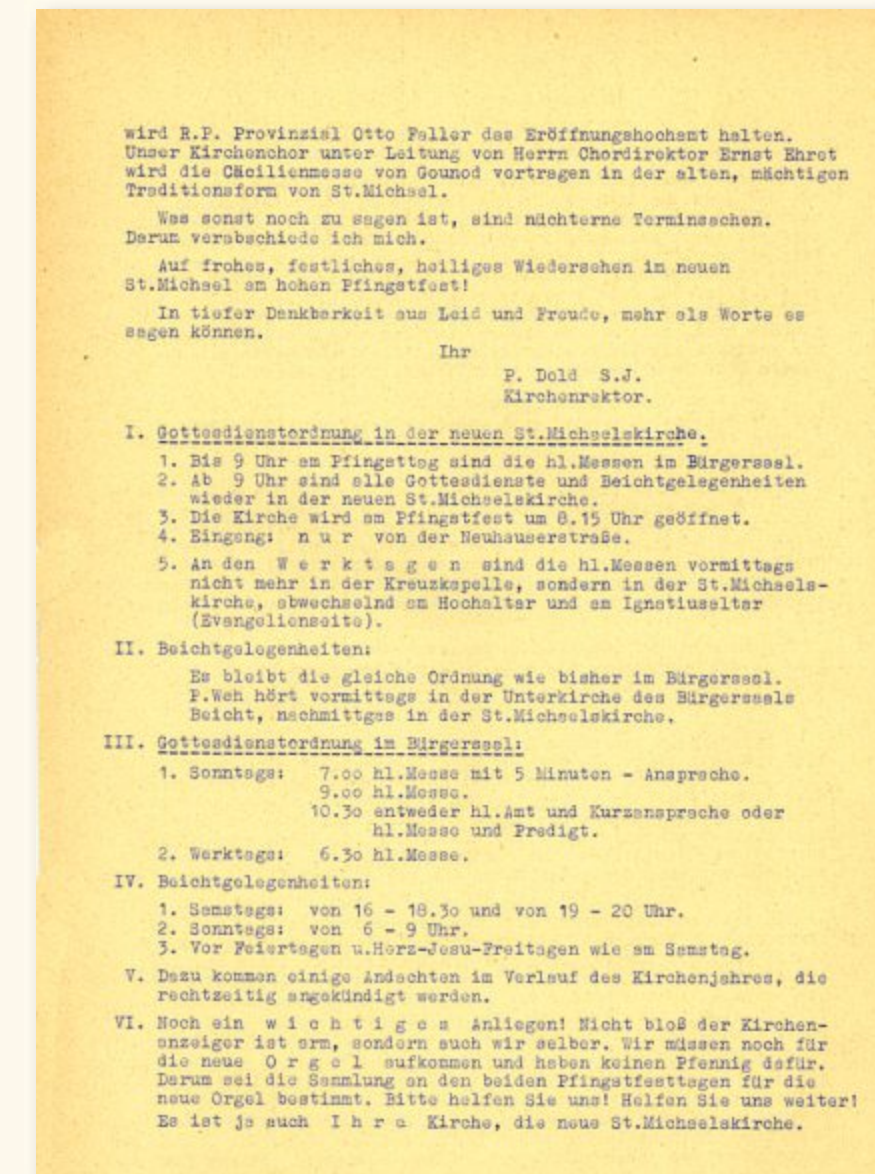 wird R.P. Provinzial Otto Faller das Eröffnungshochamt halten.
Unser Kirchenchor unter Leitung von Herrn Chordirektor Ernst Ehret
wird die Cäcilienmesse von Gounod vortragen in der alten, mächtigen
Traditionsform von St.Michael.
Was sonst noch zu sagen ist, sind nüchterne Terminsachen.
Darum verabschiede ich mich.
Auf frohes, festliches, heiliges Wiedersehen im neuen
St.Michael am hohen Pfingstfest!
In tiefer Dankbarkeit aus Leid und Freude, mehr als Worte es
sagen können.
Ihr
P. Dold S.J.
Kirchenrektor.
I. Gottesdienstordnung in der neuen St.Michaelskirche.
1. Bis 9 Uhr am Pfingsttag sind die hl.Messen im Bürgersaal.
2. Ab 9 Uhr sind alle Gottesdienste und Beichtgelegenheiten
wieder in der neuen St.Michaelskirche.
3. Die Kirche wird am Pfingstfest um 8.15 Uhr geöffnet.
4. Eingang: n u r von der Neuhauserstraße.
5. An den W e r k t a g e n sind die hl.Messen vormittags
nicht mehr in der Kreuzkapelle, sondern in der St.Michaels-
kirche, abwechselnd am Hochaltar und am Ignatiusaltar
(Evangelienseite).
II. Beichtgelegenheiten:
Es bleibt die gleiche Ordnung wie bisher im Bürgersaal.
P.Weh hört vormittags in der Unterkirche des Bürgersaals
Beicht, nachmittgas in der St.Michaelskirche.
III. Gottesdienstordnung im Bürgersaal:
1. Sonntags: 7.oo hl.Messe mit 5 Minuten - Ansprache.
9.oo hl.Messe.
10.3o entweder hl.Amt und Kurzansprache oder
hl.Messe und Predigt.
2. Werktags: 6.3o hl.Messe.
IV. Beichtgelegenheiten:
1. Samstags: von 16 - 18.3o und von 19 - 20 Uhr.
2. Sonntags: von 6 - 9 Uhr.
3. Vor Feiertagen u.Herz-Jesu-Freitagen wie am Samstag.
V. Dazu kommen einige Andachten im Verlauf des Kirchenjahres, die
rechtzeitig angekündigt werden.
VI. Noch ein w i c h t i g e s Anliegen! Nicht bloß der Kirchen-
anzeiger ist arm, sondern auch wir selber. Wir müssen noch für
die neue O r g e l aufkommen und haben keinen Pfennig dafür.
Darum sei die Sammlung an den beiden Pfingstfesttagen für die
neue Orgel bestimmt. Bitte helfen Sie uns! Helfen Sie uns weiter!
Es ist ja auch I h r e Kirche, die neue St.Michaelskirche.